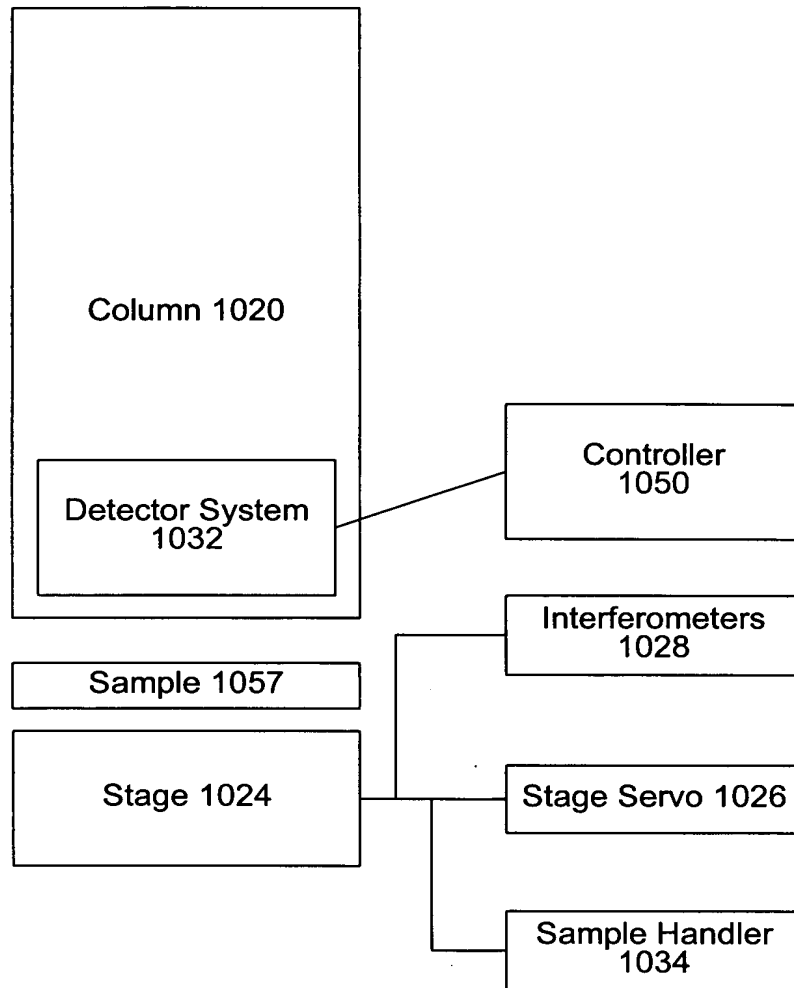 Column 1020
Detector System
1032
Controller
1050
Interferometers
1028
Sample 1057
Stage 1024
Stage Servo 1026
Sample Handler
1034